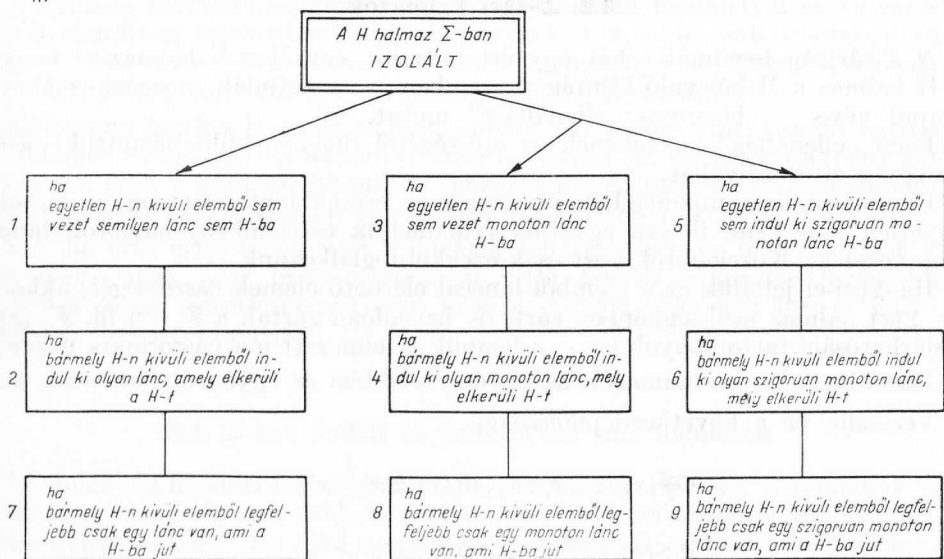 A H halmaz Σ-ban
IZOLÁLT
1
ha
egyetlen H-n kívüli elemből sem
vezet semilyen lánc sem H-ba
3
ha
egyetlen H-n kívüli elemből
sem vezet monoton lánc
H-ba
5
ha
egyetlen H-n kívüli elemből
sem indul ki szigoruan mo-
noton lánc H-ba
2
ha
bármely H-n kívüli elemből in-
dul ki olyan lánc, amely elkerüli
a H-t
4
ha
bármely H-n kívüli elemből in-
dul ki olyan monoton lánc, mely
elkerüli H-t
6
ha
bármely H-n kívüli elemből indul
ki olyan szigoruan monoton lánc,
mely elkerüli H-t
7
ha
bármely H-n kívüli elemből legfel-
jebb csak egy lánc van, ami a
H-ba jut
8
ha
bármely H-n kívüli elemből leg-
feljebb csak egy monoton lánc
van, ami H-ba jut
9
ha
bármely H-n kívüli elemből legfel-
jebb csak egy szigoruan monoton
lánc van, ami a H-ba jut